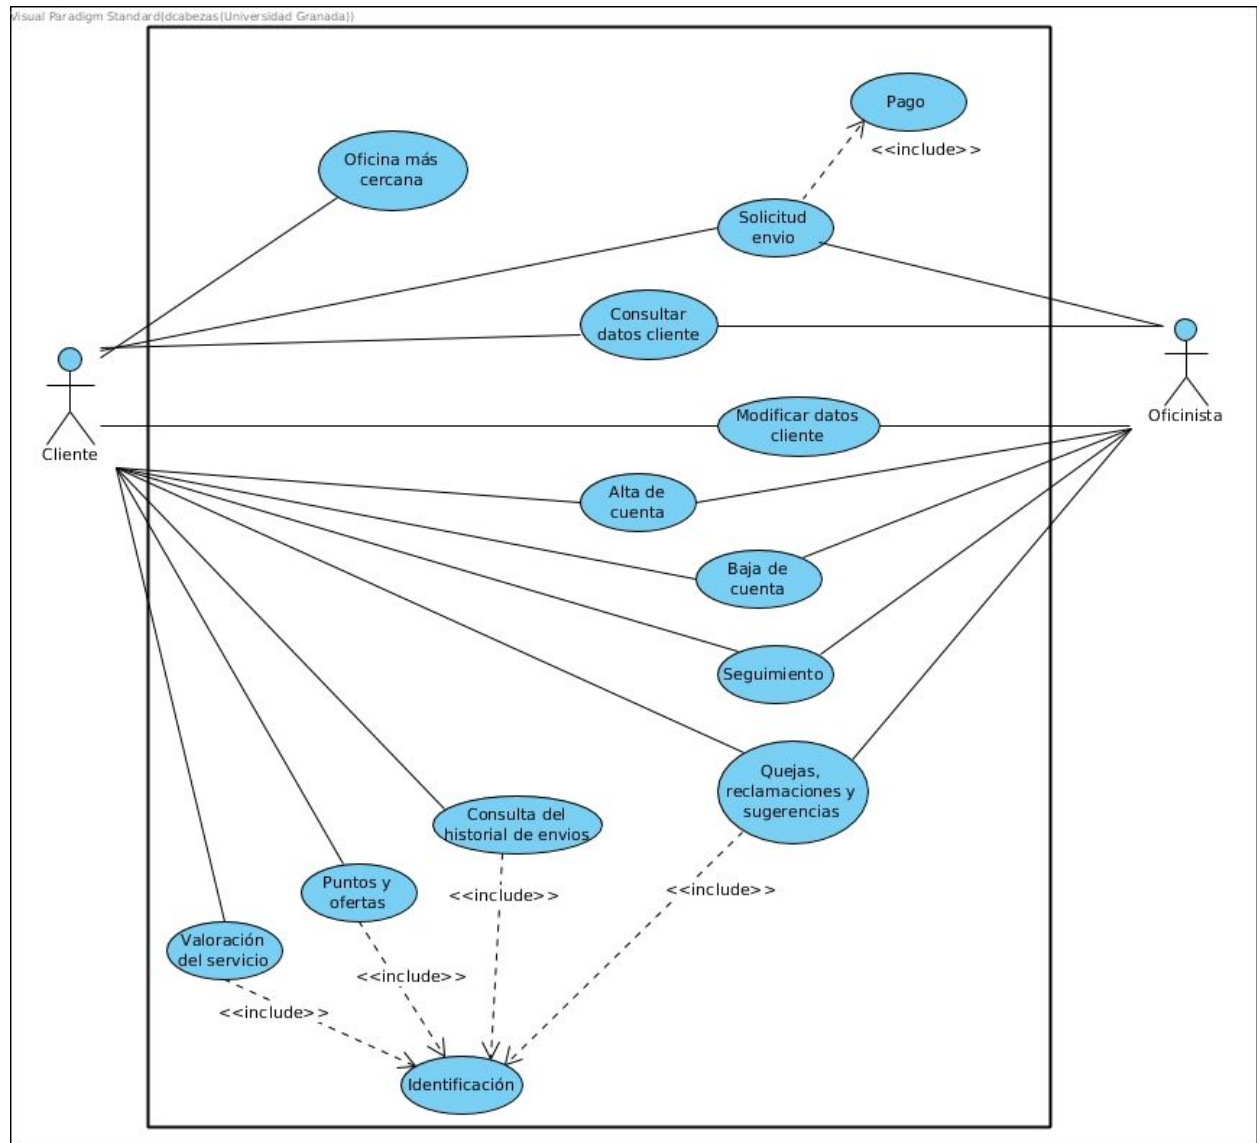 Visual Paradigm Standard(dcabezas(Universidad Granada))
Pago
<<include>>
Oficina más
cercana
Solicitud
envio
Consultar
datos cliente
Cliente
Oficinista
Modificar datos
cliente
Alta de
cuenta
Baja de
cuenta
Seguimiento
Quejas,
reclamaciones y
sugerencias
Consulta del
historial de envios
Puntos y
ofertas
<<include>>
<<include>>
Valoración
del servicio
<<include>>
<<include>>
Identificación